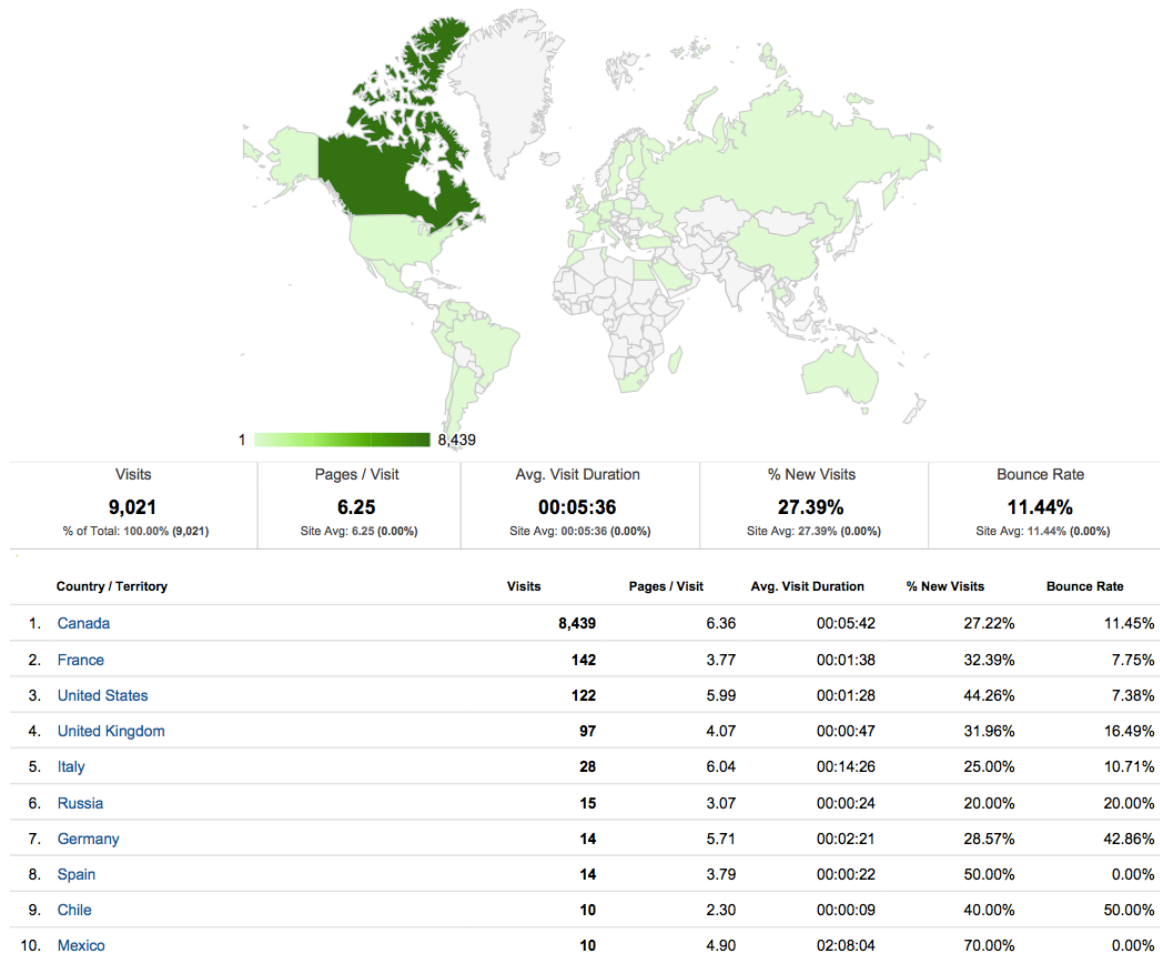 1 8,439
Visits Pages / Visit Avg. Visit Duration % New Visits Bounce Rate
9,021 6.25 00:05:36 27.39% 11.44%
% of Total: 100.00% (9,021) Site Avg: 6.25 (0.00%) Site Avg: 00:05:36 (0.00%) Site Avg: 27.39% (0.00%) Site Avg: 11.44% (0.00%)
Country / Territory Visits Pages / Visit Avg. Visit Duration % New Visits Bounce Rate
1. Canada 8,439 6.36 00:05:42 27.22% 11.45%
2. France 142 3.77 00:01:38 32.39% 7.75%
3. United States 122 5.99 00:01:28 44.26% 7.38%
4. United Kingdom 97 4.07 00:00:47 31.96% 16.49%
5. Italy 28 6.04 00:14:26 25.00% 10.71%
6. Russia 15 3.07 00:00:24 20.00% 20.00%
7. Germany 14 5.71 00:02:21 28.57% 42.86%
8. Spain 14 3.79 00:00:22 50.00% 0.00%
9. Chile 10 2.30 00:00:09 40.00% 50.00%
10. Mexico 10 4.90 02:08:04 70.00% 0.00%